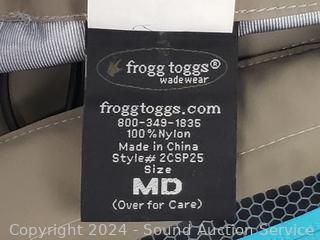 frogg toggs®
wadewear
froggtoggs.com
800-349-1835
100% Nylon
Made in China
Style# 2CSP25
Size
MD
(Over for Care)
Copyright © 2024 - Sound Auction Service